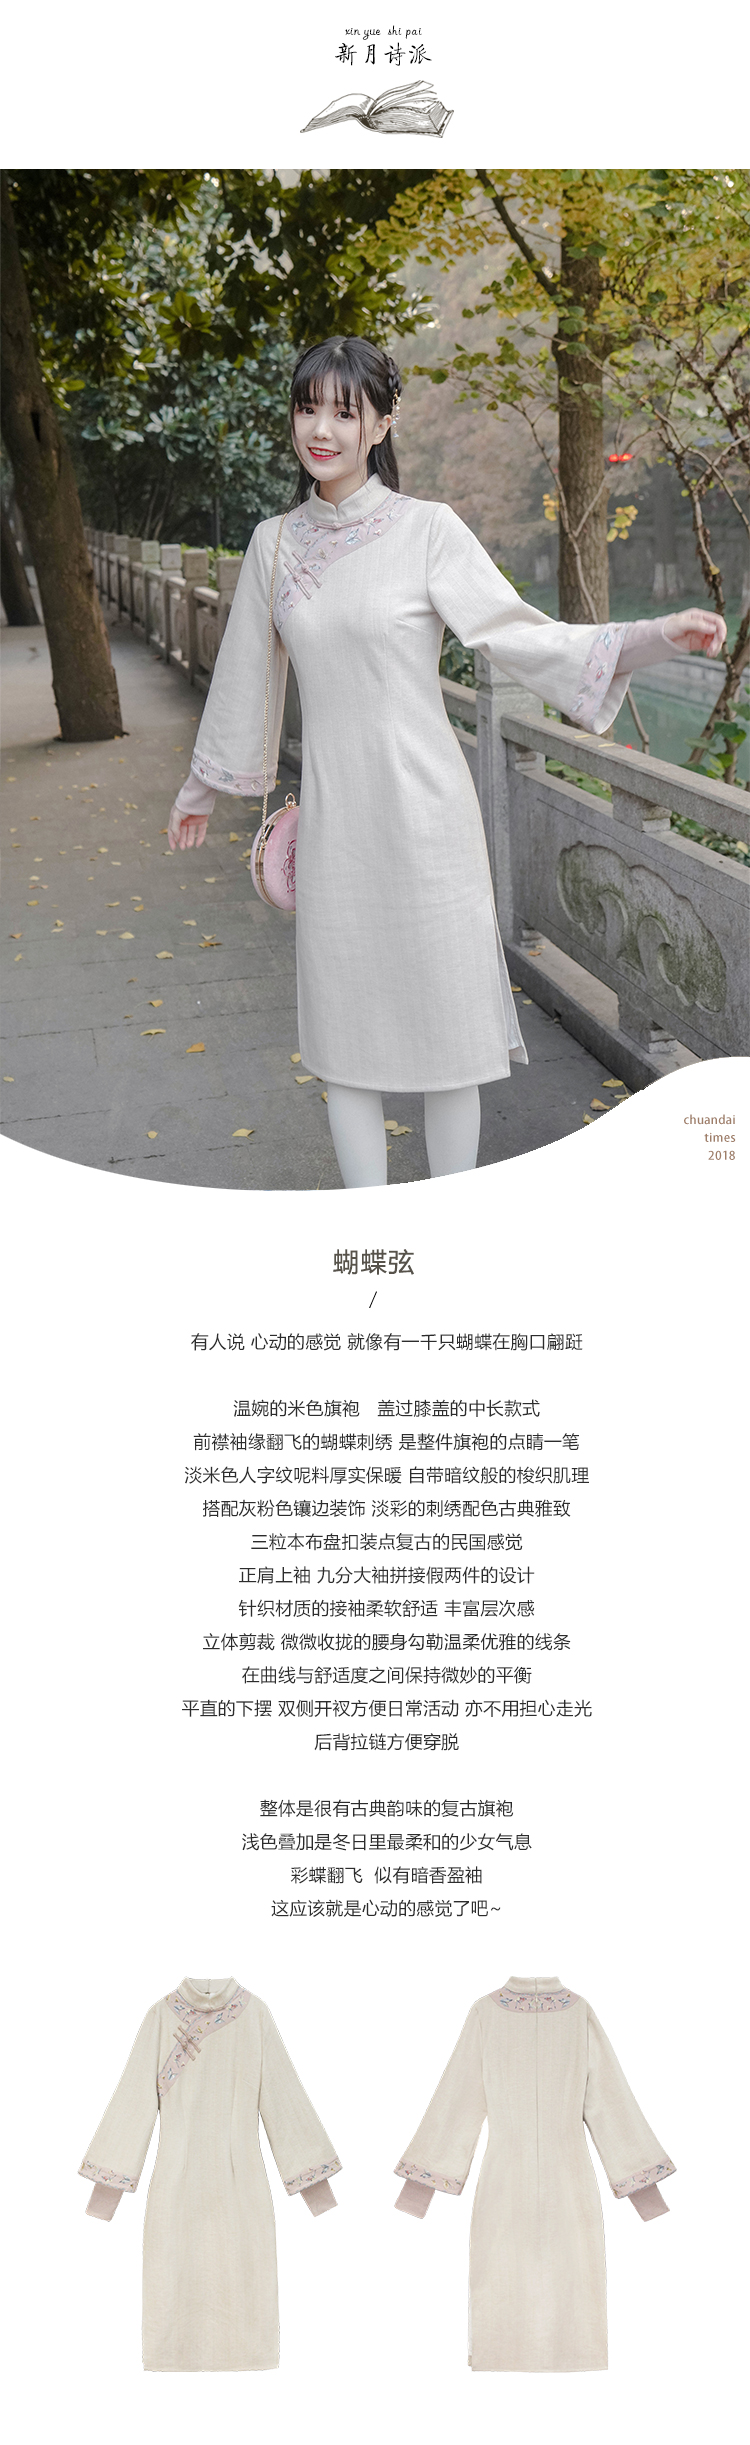 xin yue shi pai
新月诗派
chuandai
times
2018
蝴蝶弦
/
有人说 心动的感觉 就像有一千只蝴蝶在胸口翩跹
温婉的米色旗袍 盖过膝盖的中长款式
前襟袖缘翻飞的蝴蝶刺绣 是整件旗袍的点睛一笔
淡米色人字纹呢料厚实保暖 自带暗纹般的梭织肌理
搭配灰粉色镶边装饰 淡彩的刺绣配色古典雅致
三粒本布盘扣装点复古的民国感觉
正肩上袖 九分大袖拼接假两件的设计
针织材质的接袖柔软舒适 丰富层次感
立体剪裁 微微收拢的腰身勾勒温柔优雅的线条
在曲线与舒适度之间保持微妙的平衡
平直的下摆 双侧开衩方便日常活动 亦不用担心走光
后背拉链方便穿脱
整体是很有古典韵味的复古旗袍
浅色叠加是冬日里最柔和的少女气息
彩蝶翻飞 似有暗香盈袖
这应该就是心动的感觉了吧~